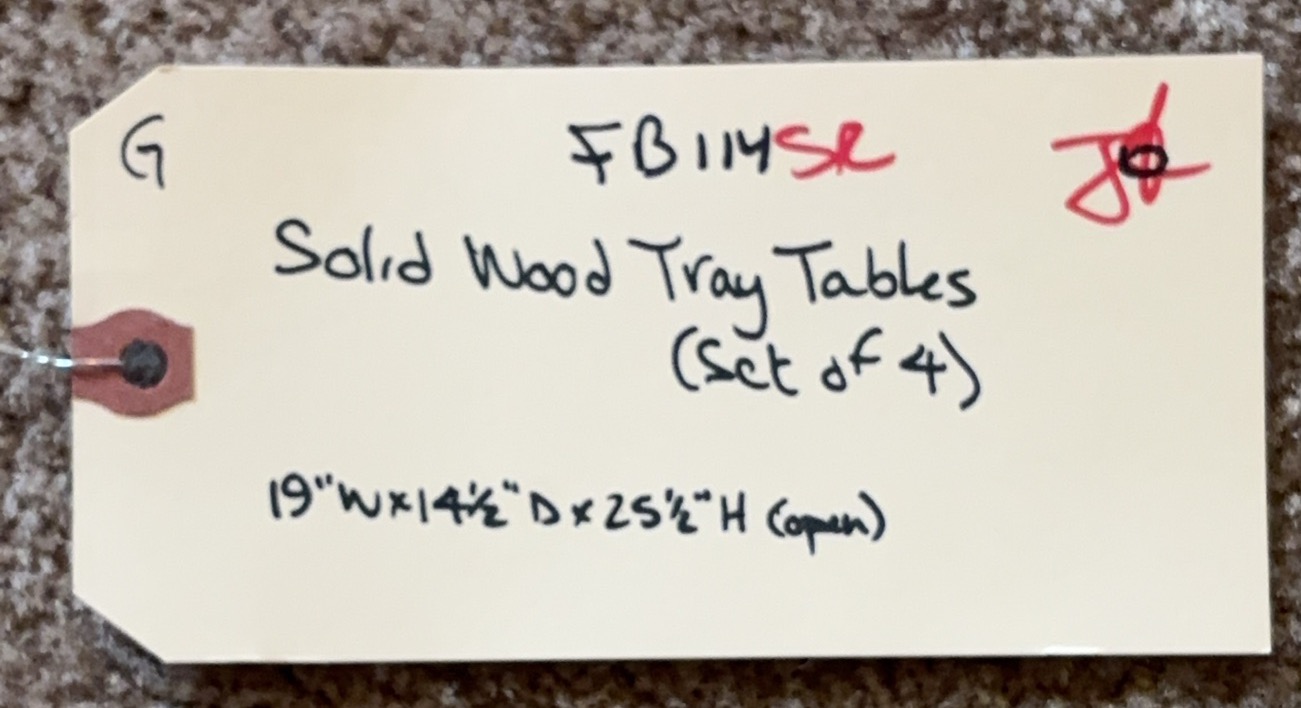 G FB114SR
Solid Wood Tray Tables
(Set of 4)
19"W x 14½" D x 25½" H (open)